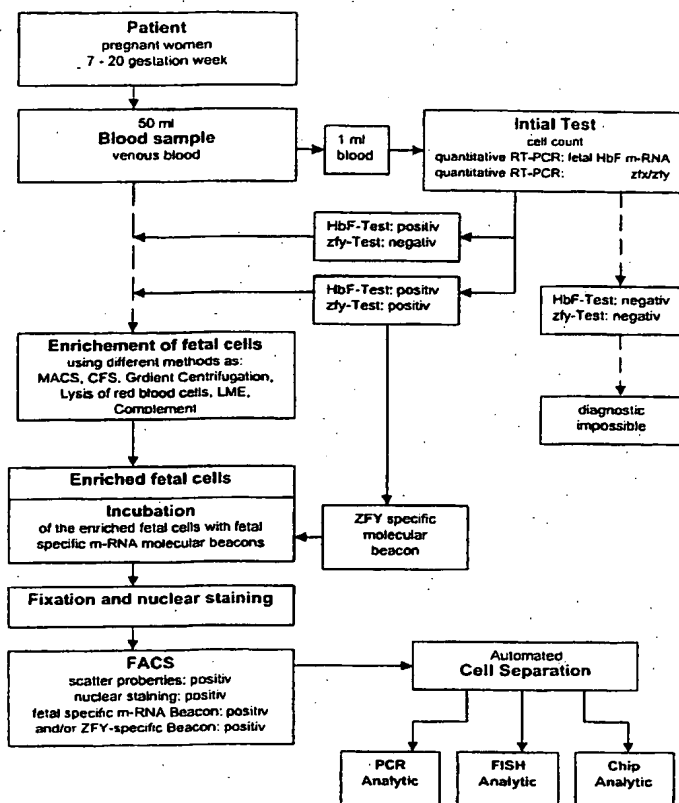 Patient
pregnant women
7 - 20 gestation week
50 ml
Blood sample
venous blood
1 ml
blood
Intial Test
cell count
quantitative RT-PCR: fetal HbF m-RNA
quantitative RT-PCR: zfx/zfy
HbF-Test: positiv
zfy-Test: negativ
HbF-Test: positiv
zfy-Test: positiv
HbF-Test: negativ
zfy-Test: negativ
diagnostic
impossible
Enrichement of fetal cells
using different methods as:
MACS, CFS. Grdient Centrifugation,
Lysis of red blood cells, LME,
Complement
Enriched fetal cells
Incubation
of the enriched fetal cells with fetal
specific m-RNA molecular beacons
ZFY specific
molecular
beacon
Fixation and nuclear staining
FACS
scatter proberties: positiv
nuclear staining: positiv
fetal specific m-RNA Beacon: positiv
and/or ZFY-specific Beacon: positiv
Automated
Cell Separation
PCR
Analytic
FISH
Analytic
Chip
Analytic